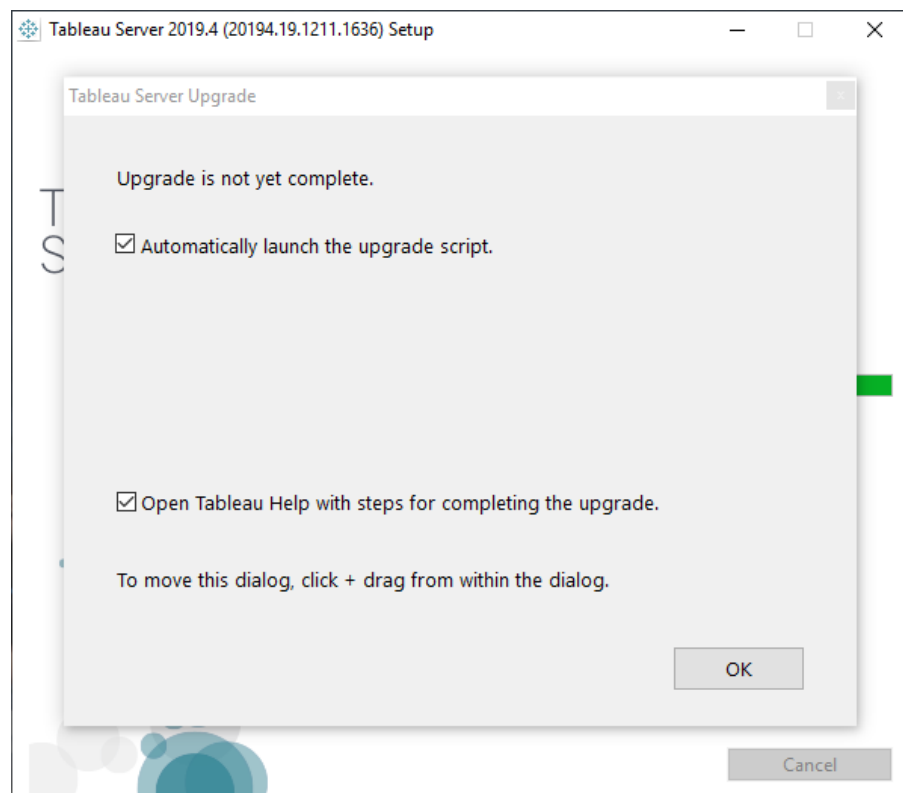 Tableau Server 2019.4 (20194.19.1211.1636) Setup
Tableau Server Upgrade
Upgrade is not yet complete.
Automatically launch the upgrade script.
Open Tableau Help with steps for completing the upgrade.
To move this dialog, click + drag from within the dialog.
OK
Cancel